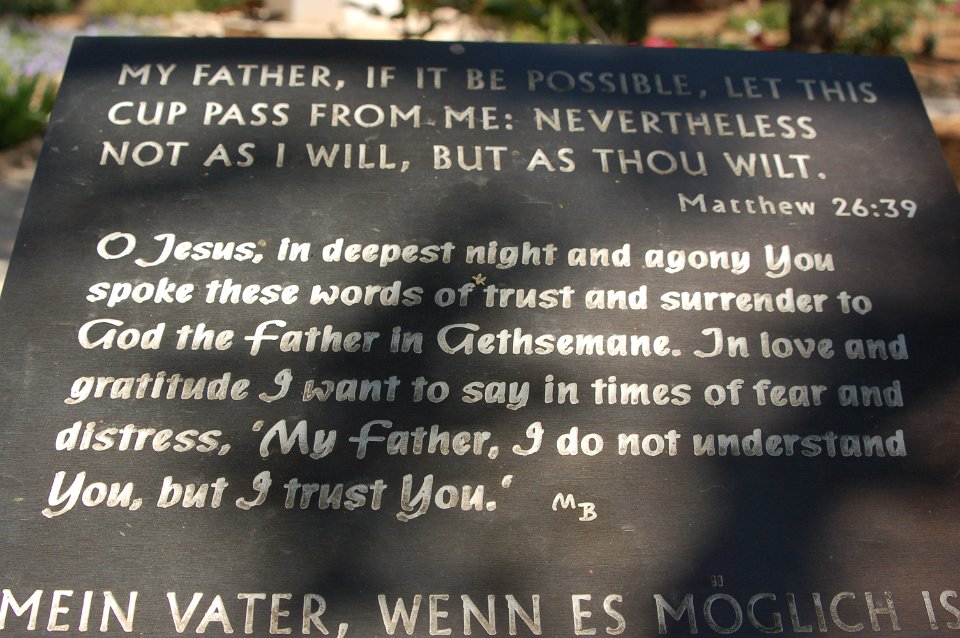 MY FATHER, IF IT BE POSSIBLE, LET THIS
CUP PASS FROM ME: NEVERTHELESS
NOT AS I WILL, BUT AS THOU WILT.
Matthew 26:39
O Jesus, in deepest night and agony You
spoke these words of trust and surrender to
God the Father in Gethsemane. In love and
gratitude I want to say in times of fear and
distress, 'My Father, I do not understand
You, but I trust You.'
MB
MEIN VATER, WENN ES MÖGLICH IS